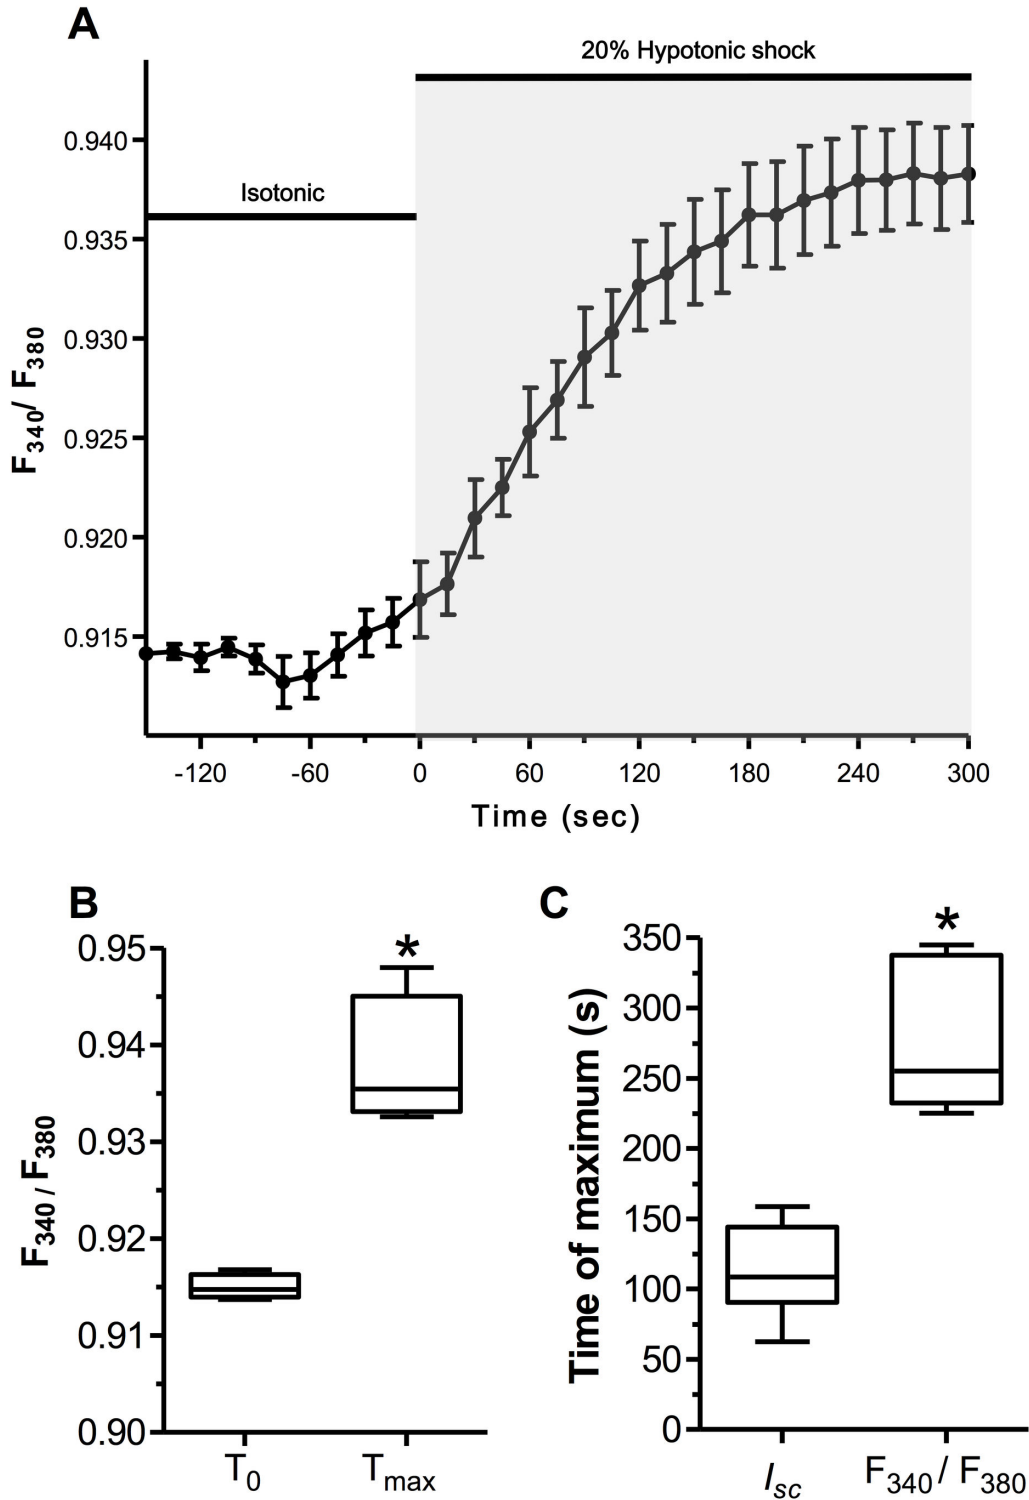 A
20% Hypotonic shock
Isotonic
0.940
0.935
0.930
0.925
0.920
0.915
F340/ F380
-120 -60 0 60 120 180 240 300
Time (sec)
B
*
0.95
0.94
0.93
0.92
0.91
0.90
F340 / F380
T0 Tmax
C
*
350
300
250
200
150
100
50
0
Time of maximum (s)
Isc F340 / F380